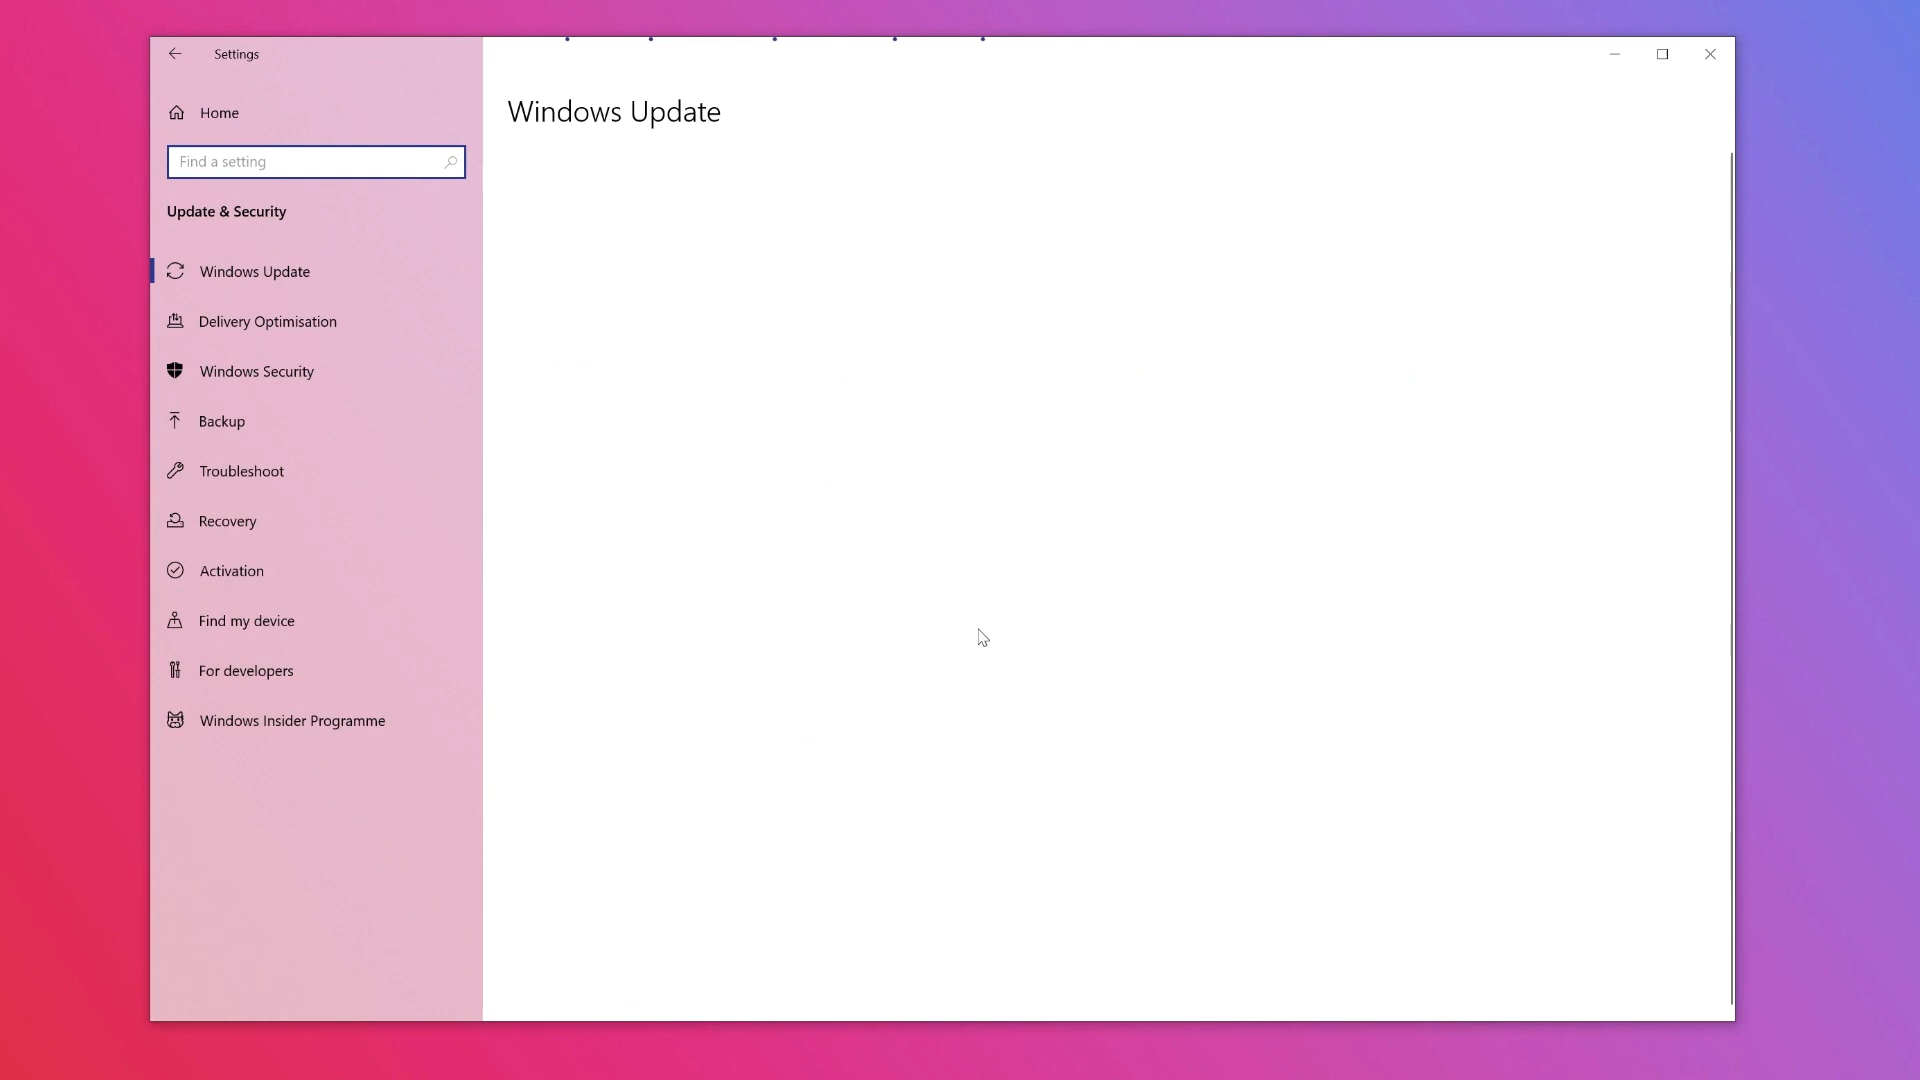 Settings
Home
Find a setting
Update & Security
Windows Update
Delivery Optimisation
Windows Security
Backup
Troubleshoot
Recovery
Activation
Find my device
For developers
Windows Insider Programme
Windows Update